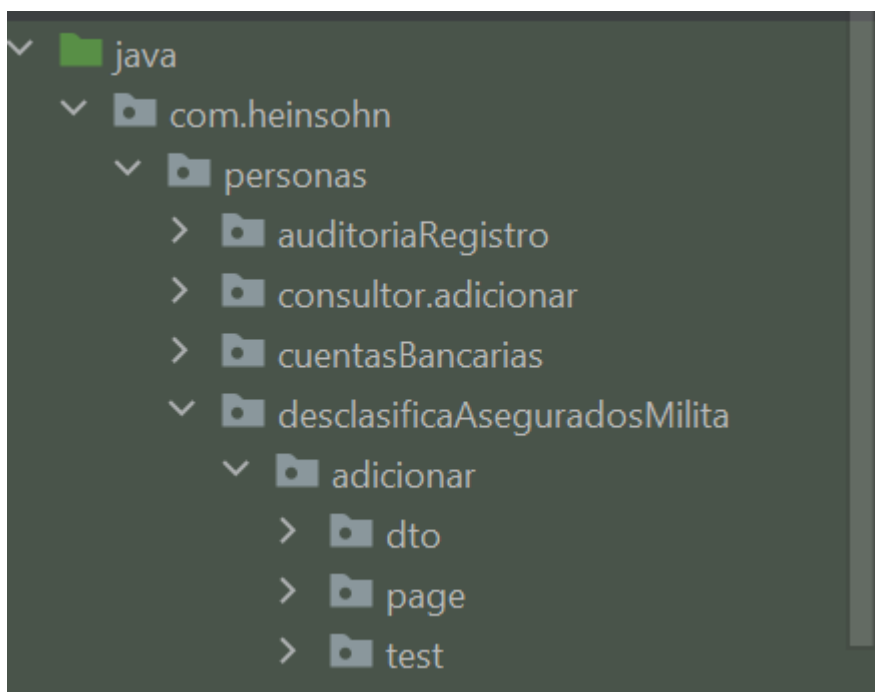 java
com.heinsohn
personas
auditoriaRegistro
consultor.adicionar
cuentasBancarias
desclasificaAseguradosMilita
adicionar
dto
page
test